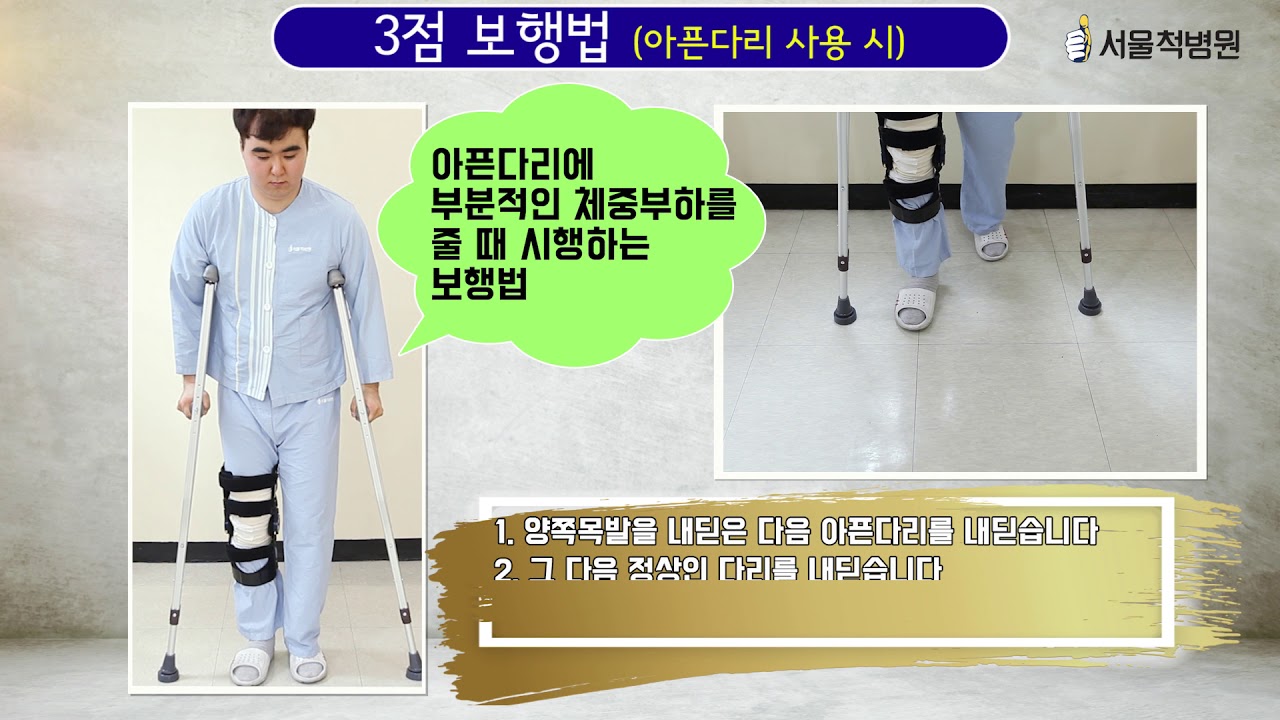 3점 보행법 (아픈다리 사용 시)
서울척병원
아픈다리에
부분적인 체중부하를
줄 때 시행하는
보행법
1. 양쪽목발을 내딛은 다음 아픈다리를 내딛습니다
2. 그 다음 정상인 다리를 내딛습니다